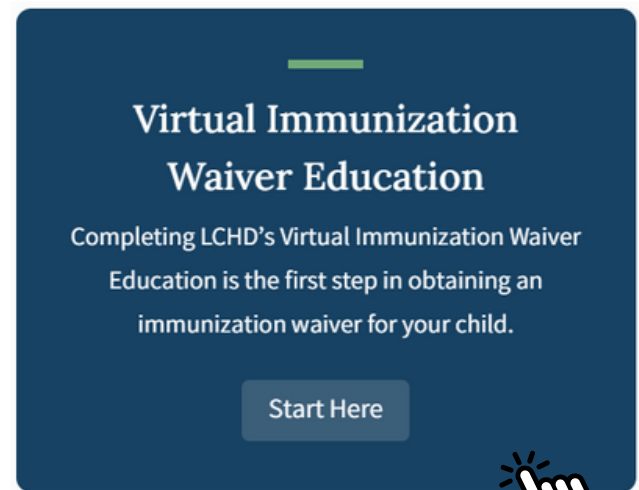 Virtual Immunization
Waiver Education
Completing LCHD's Virtual Immunization Waiver
Education is the first step in obtaining an
immunization waiver for your child.
Start Here